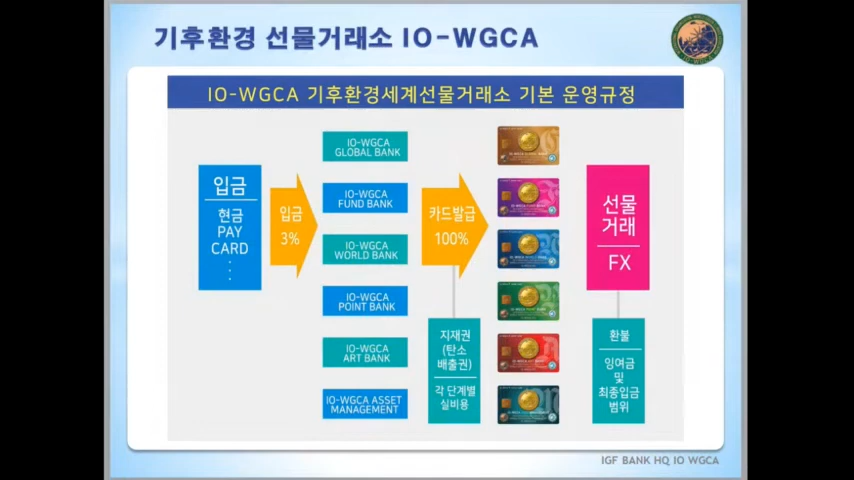 기후환경 선물거래소 IO-WGCA
IO-WGCA 기후환경세계선물거래소 기본 운영규정
입금
현금
PAY
CARD
입금
3%
IO-WGCA
GLOBAL BANK
IO-WGCA
FUND BANK
IO-WGCA
WORLD BANK
IO-WGCA
POINT BANK
IO-WGCA
ART BANK
IO-WGCA ASSET
MANAGEMENT
카드발급
100%
지재권
(탄소
배출권)
각 단계별
실비용
선물
거래
FX
환불
잉여금
및
최종입금
범위
IGF BANK HQ IO WGCA